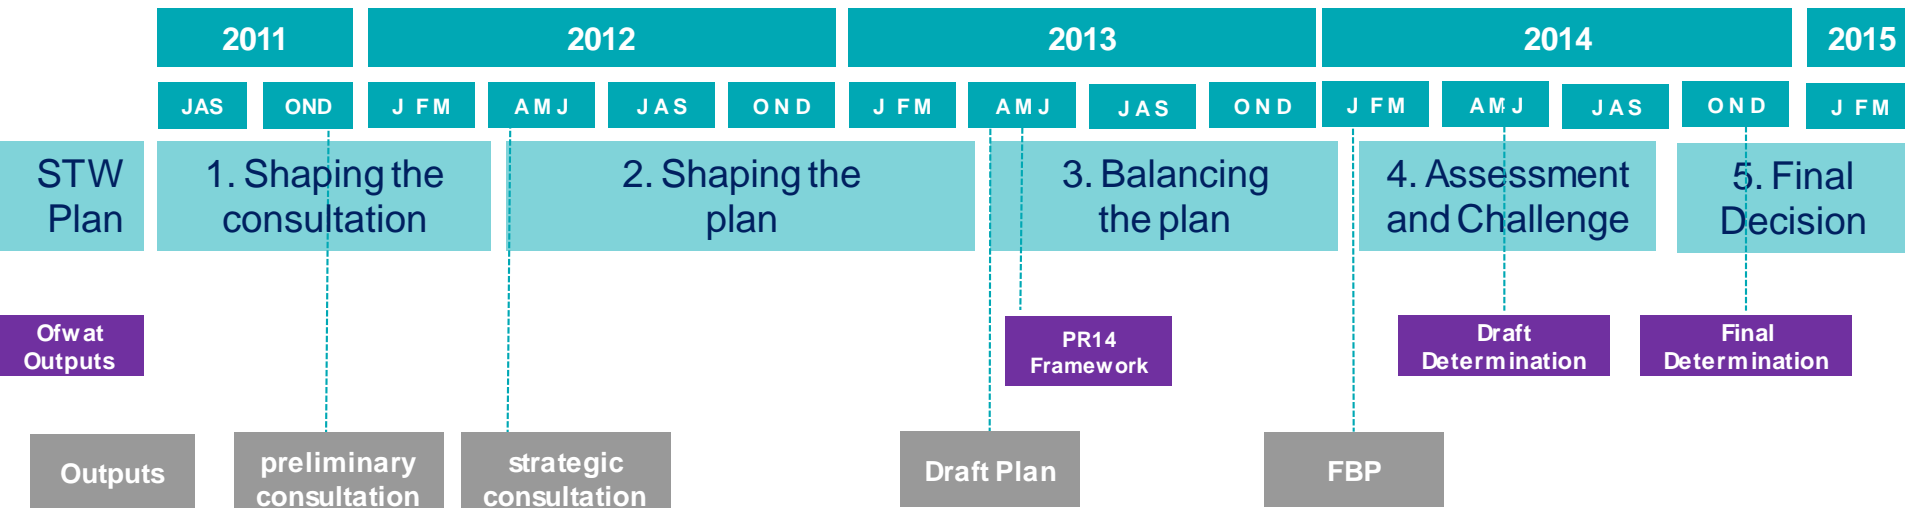 2011 2012 2013 2014 2015
JAS OND J FM AMJ JAS OND J FM AMJ JAS OND J FM AMJ JAS OND J FM
STW
Plan
1. Shaping the
consultation
2. Shaping the
plan
3. Balancing
the plan
4. Assessment
and Challenge
5. Final
Decision
Ofwat
Outputs
PR14
Framework
Draft
Determination
Final
Determination
Outputs
preliminary
consultation
strategic
consultation
Draft Plan
FBP